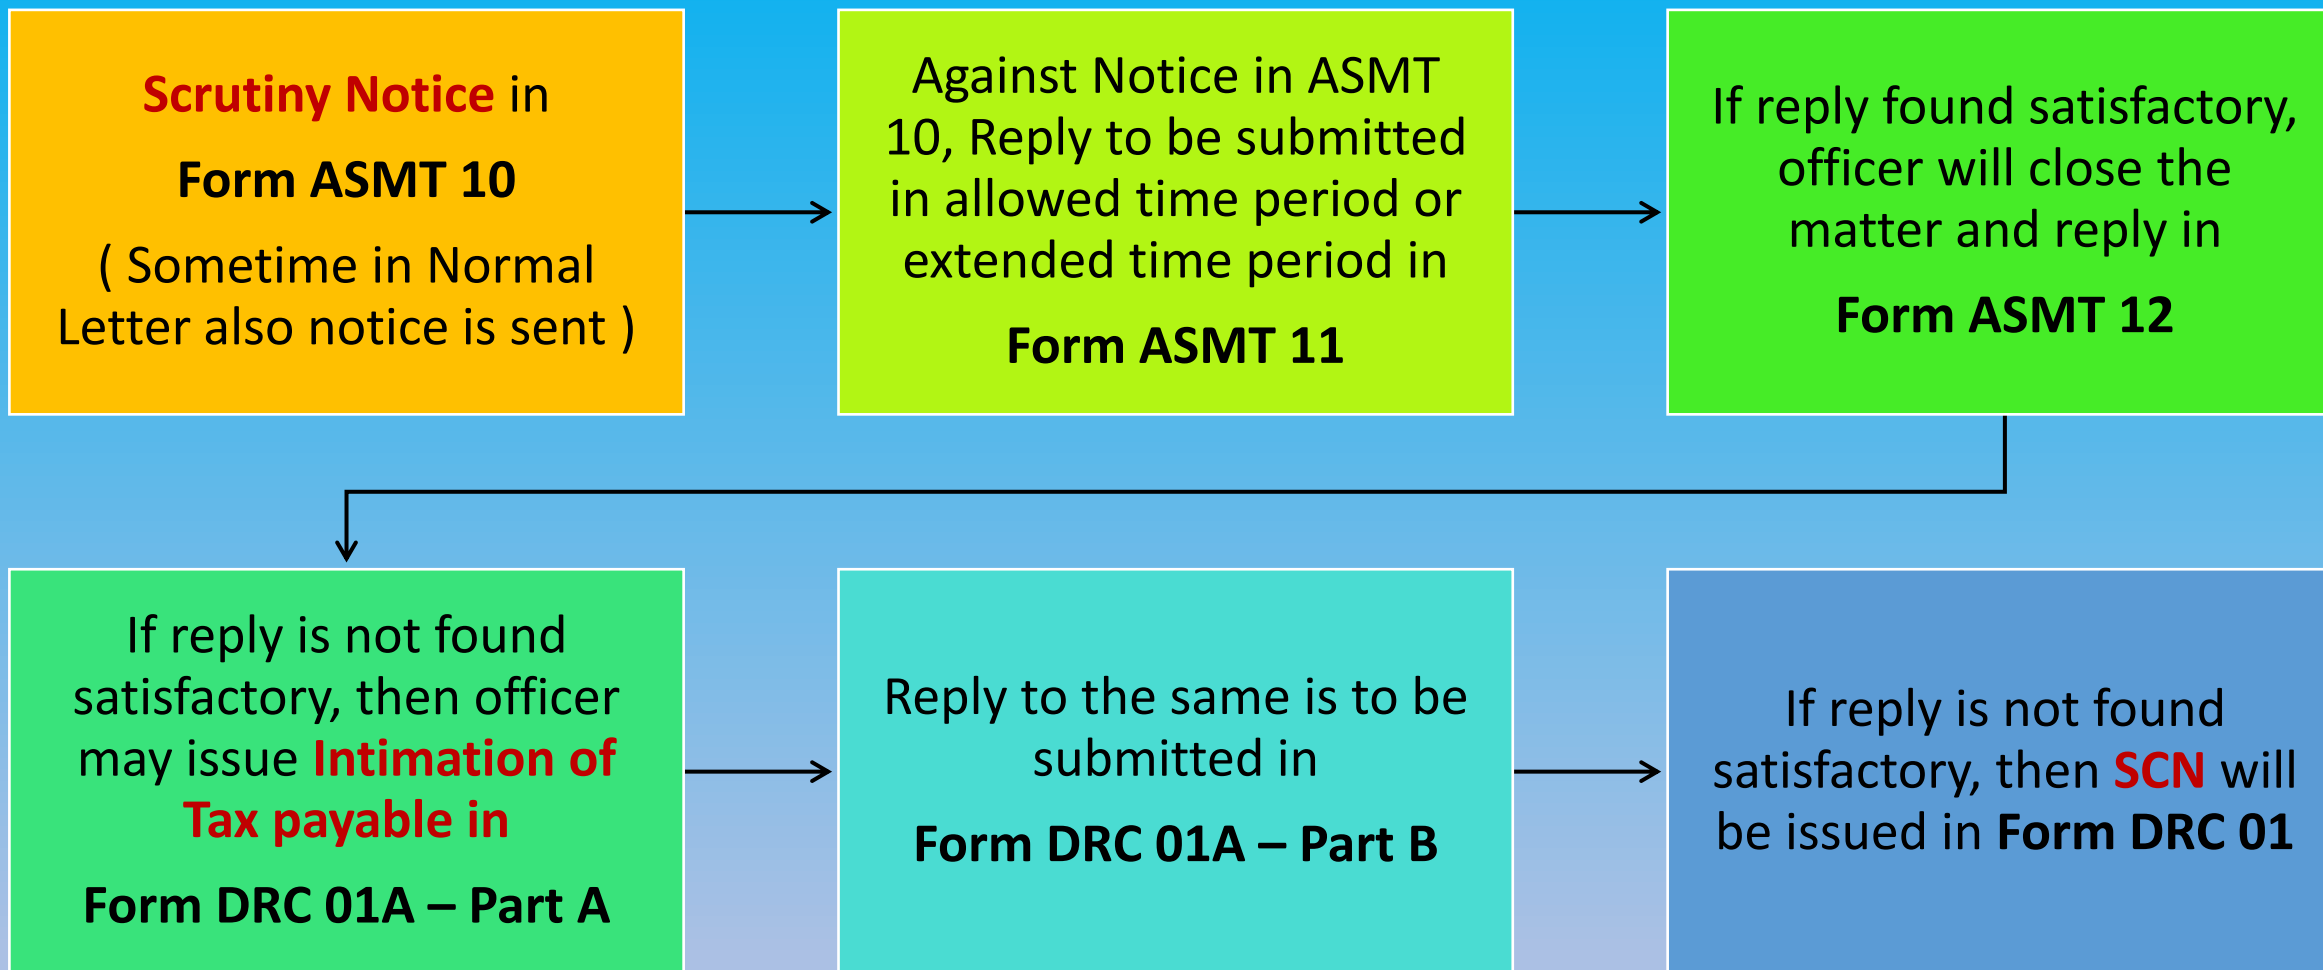 Scrutiny Notice in
Form ASMT 10
( Sometime in Normal
Letter also notice is sent )
Against Notice in ASMT
10, Reply to be submitted
in allowed time period or
extended time period in
Form ASMT 11
If reply found satisfactory,
officer will close the
matter and reply in
Form ASMT 12
If reply is not found
satisfactory, then officer
may issue Intimation of
Tax payable in
Form DRC 01A – Part A
Reply to the same is to be
submitted in
Form DRC 01A – Part B
If reply is not found
satisfactory, then SCN will
be issued in Form DRC 01